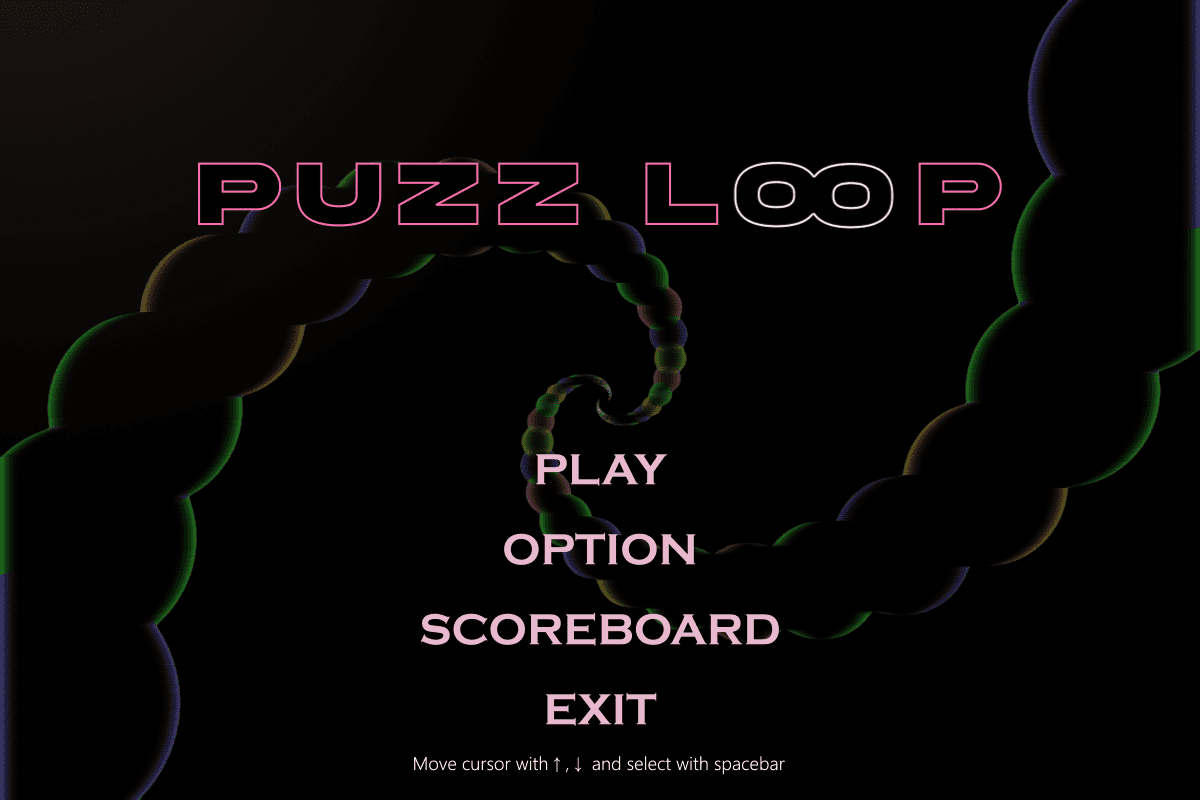 PUZZ LOOP
PLAY
OPTION
SCOREBOARD
EXIT
Move cursor with ↑ , ↓ and select with spacebar